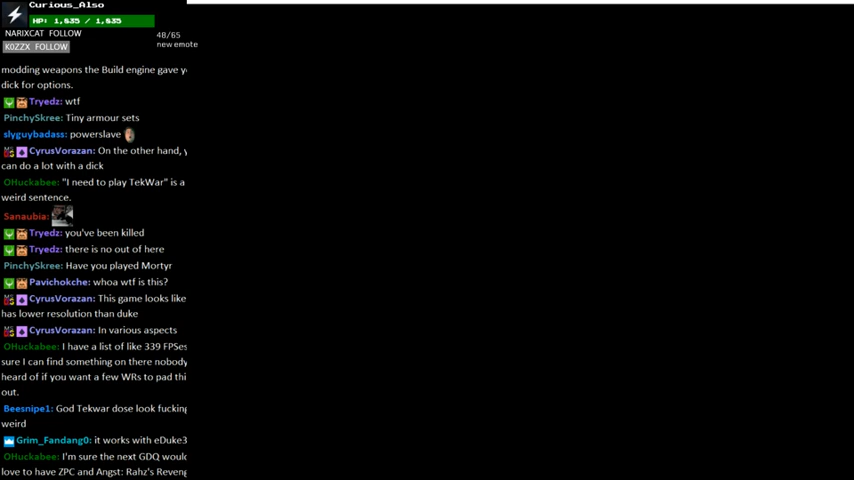 Curious_Also
HP: 1,835 / 1,835
NARIXCAT FOLLOW
K0ZZX FOLLOW
48/65
new emote
modding weapons the Build engine gave
dick for options.
Tryedz: wtf
PinchySkree: Tiny armour sets
slyguybadass: powerslave
CyrusVorazan: On the other hand,
can do a lot with a dick
OHuckabee: "I need to play TekWar" is a
weird sentence.
Sanaubia:
Tryedz: you've been killed
Tryedz: there is no out of here
PinchySkree: Have you played Mortyr
Pavichokche: whoa wtf is this?
CyrusVorazan: This game looks like
has lower resolution than duke
CyrusVorazan: In various aspects
OHuckabee: I have a list of like 339 FPSes
sure I can find something on there nobody
heard of if you want a few WRs to pad thi
out.
Beesnipe1: God Tekwar dose look fucking
weird
Grim_Fandang0: it works with eDuke3
OHuckabee: I'm sure the next GDQ would
love to have ZPC and Angst: Rahz's Reveng